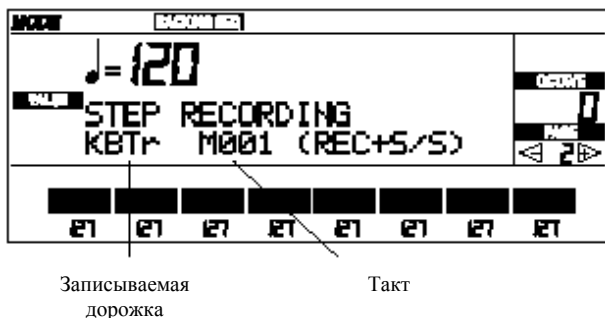 MODE BACKING SEQ
♩=120
OCTAVE
0
VALUE
STEP RECORDING
KBTr M001 (REC+S/S)
PAGE
2
127 127 127 127 127 127 127 127
Записываемая дорожка
Такт